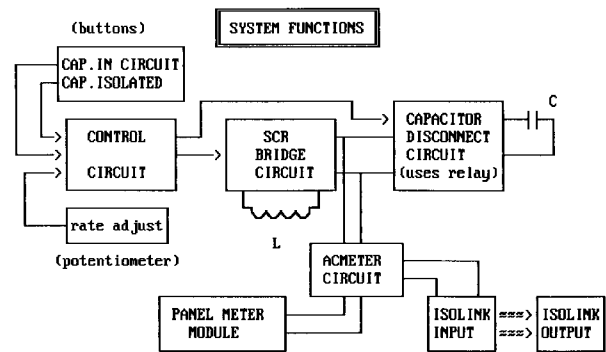 SYSTEM FUNCTIONS
(buttons)
CAP.IN CIRCUIT
CAP.ISOLATED
CONTROL
CIRCUIT
SCR
BRIDGE
CIRCUIT
CAPACITOR
DISCONNECT
CIRCUIT
(uses relay)
C
rate adjust
(potentiometer)
L
ACMETER
CIRCUIT
PANEL METER
MODULE
ISOLINK
INPUT
===>
===>
ISOLINK
OUTPUT